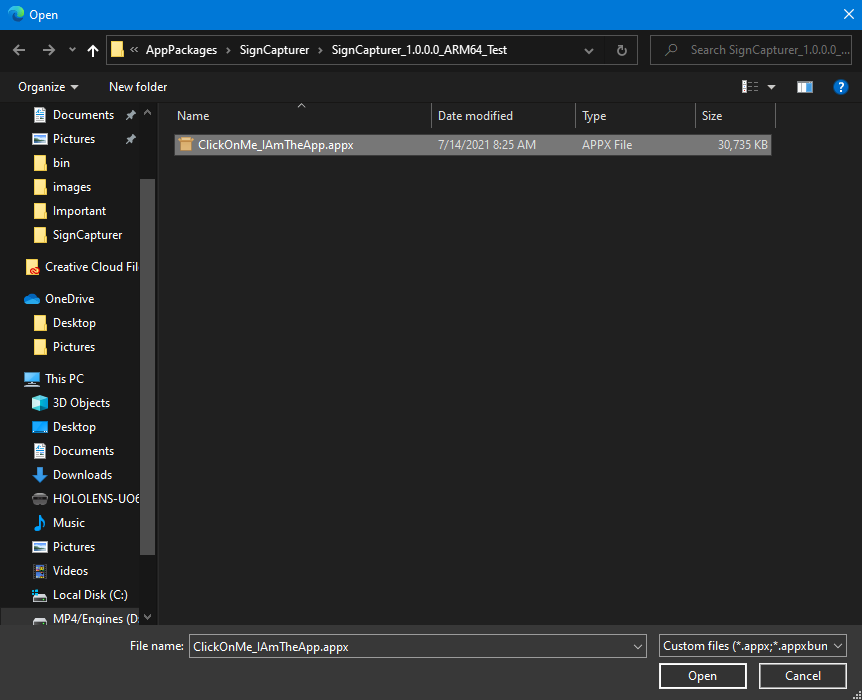 Open
« AppPackages › SignCapturer › SignCapturer_1.0.0.0_ARM64_Test
Search SignCapturer_1.0.0.0_...
Organize
New folder
?
Name
Date modified
Type
Size
ClickOnMe_IAmTheApp.appx
7/14/2021 8:25 AM
APPX File
30,735 KB
Documents
Pictures
bin
images
Important
SignCapturer
Creative Cloud Fil
OneDrive
Desktop
Pictures
This PC
3D Objects
Desktop
Documents
Downloads
HOLOLENS-UO6
Music
Pictures
Videos
Local Disk (C:)
MP4/Engines (D
File name:
ClickOnMe_IAmTheApp.appx
Custom files (*.appx;*.appxbun
Open
Cancel